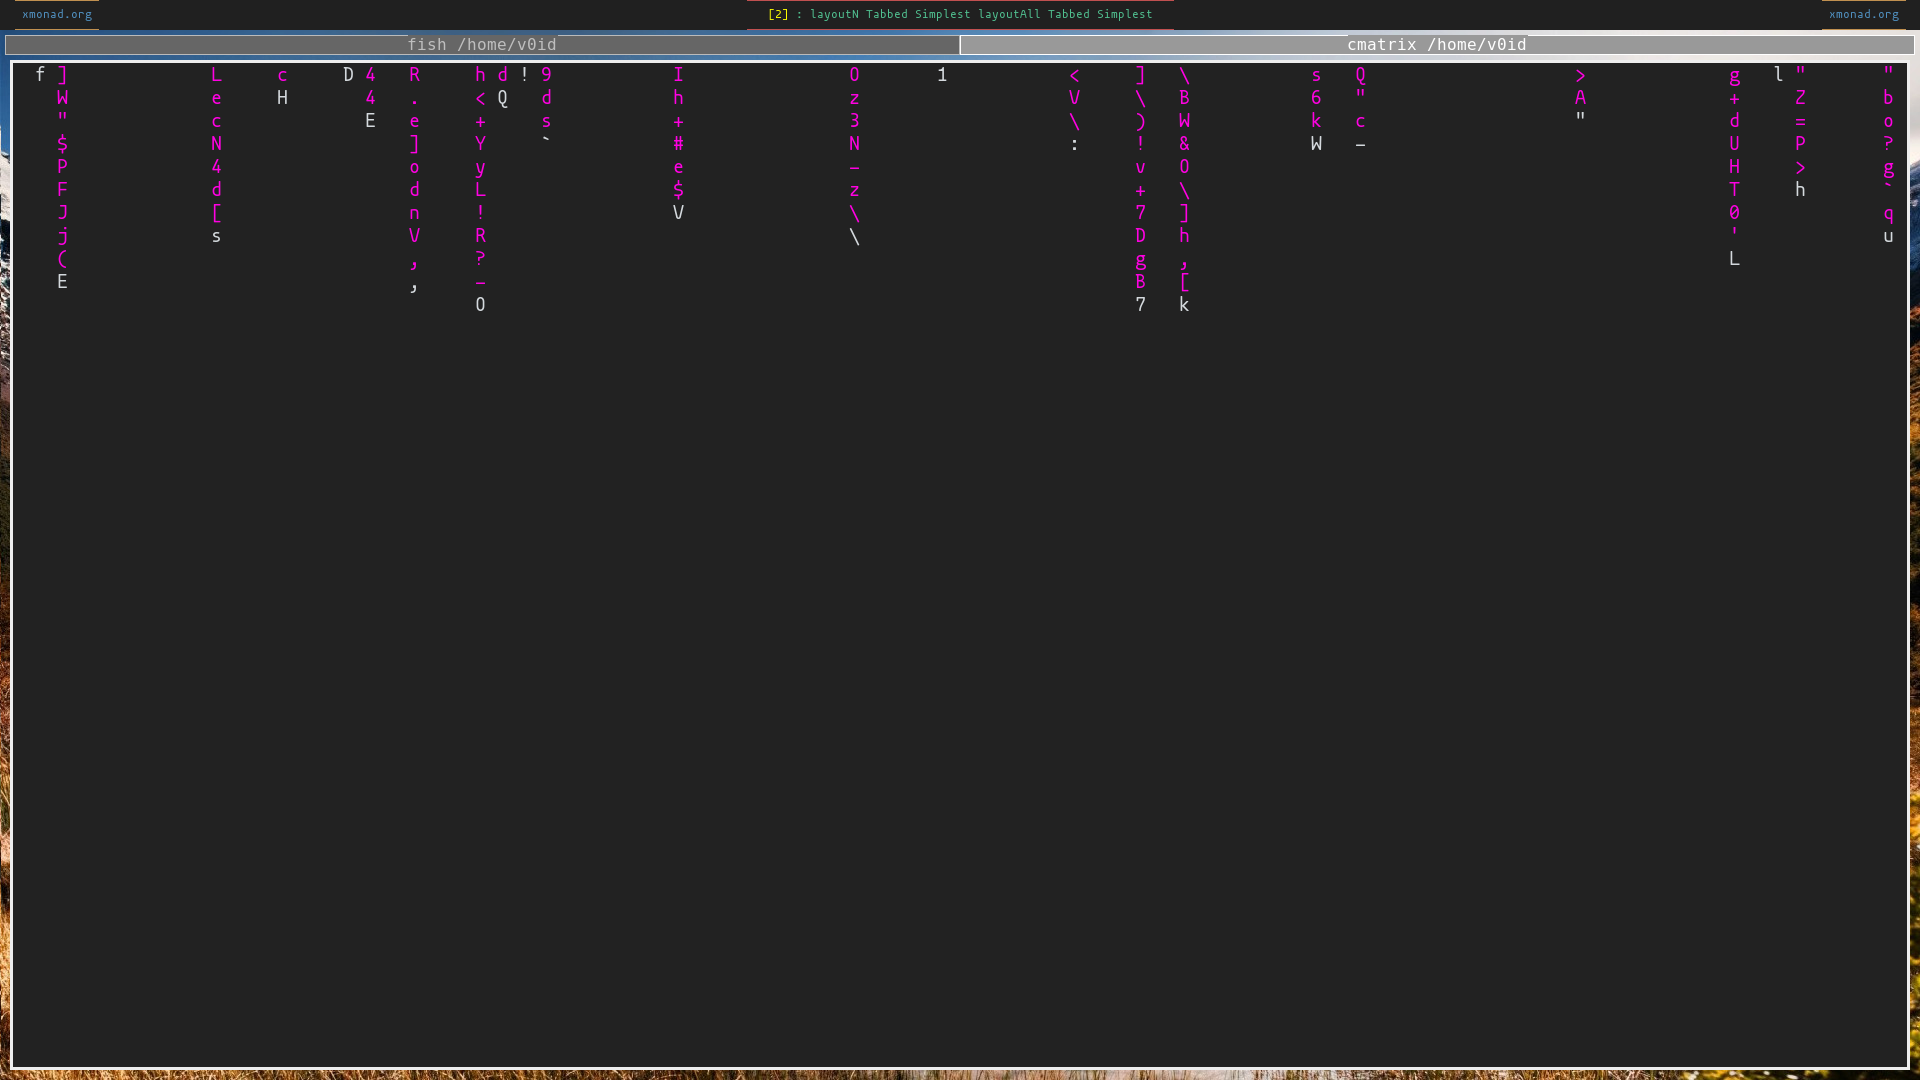 xmonad.org [2] : layoutN Tabbed Simplest layoutAll Tabbed Simplest xmonad.org
fish /home/v0id cmatrix /home/v0id
f ] L c D 4 R h d ! 9 I O 1 < ] \ s Q > g l " "
W e H 4 . < Q d h z V \ B 6 " A + Z b
" c E e + s + 3 \ ) W k c " d = o
$ N ] Y ` # N : ! & W – U P ?
P 4 o y e – v O H > g
F d d L $ z + \ T h `
J [ n ! V \ 7 ] 0 q
j s V R \ D h ' u
( , ? g , L
E , – B [
O 7 k